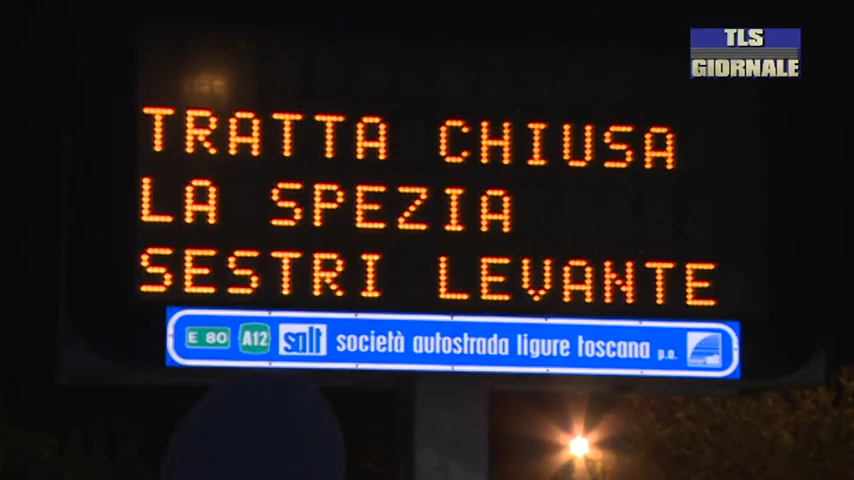 TLS
GIORNALE
TRATTA CHIUSA
LA SPEZIA
SESTRI LEVANTE
E 80 A12 salt società autostrada ligure toscana p.a.